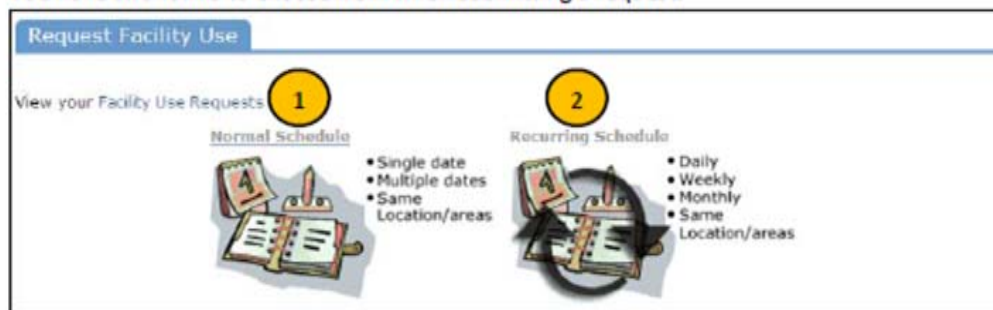 Request Facility Use
View your Facility Use Requests
1
2
Normal Schedule
• Single date
• Multiple dates
• Same
Location/areas
Recurring Schedule
• Daily
• Weekly
• Monthly
• Same
Location/areas